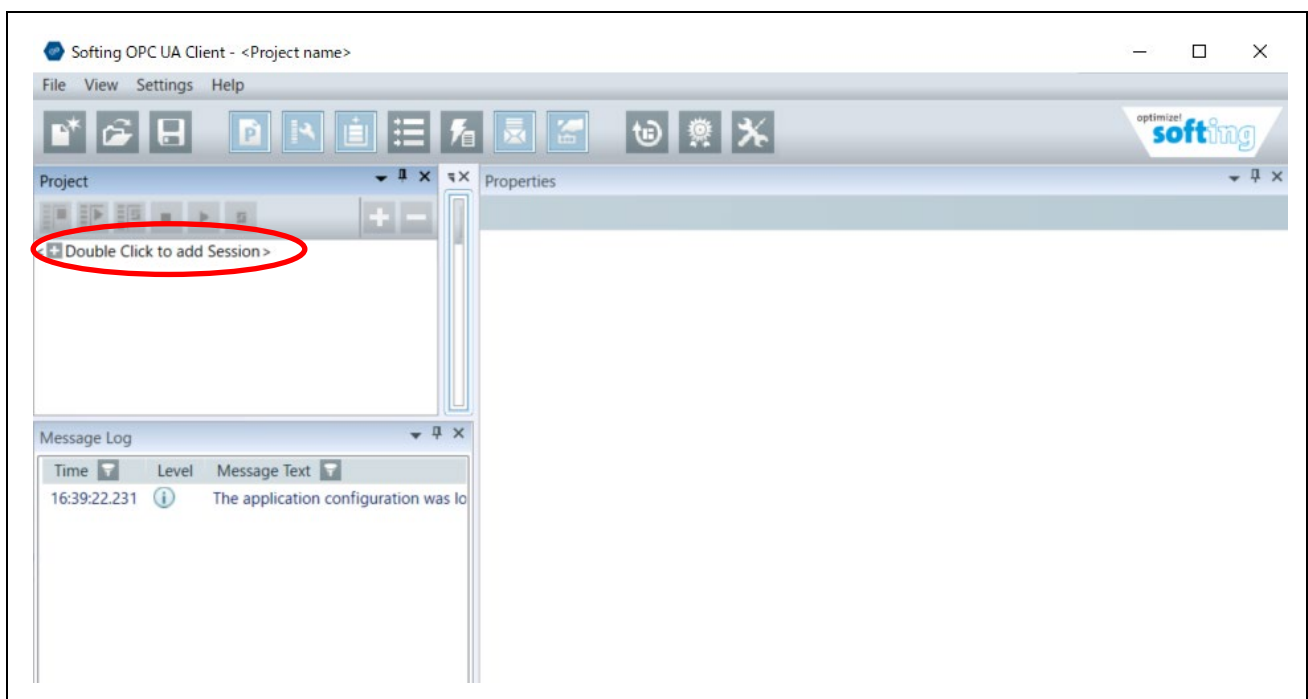 Softing OPC UA Client - <Project name>
File View Settings Help
optimize!
softing
Project
Properties
<Double Click to add Session>
Message Log
Time Level Message Text
16:39:22.231 The application configuration was lo